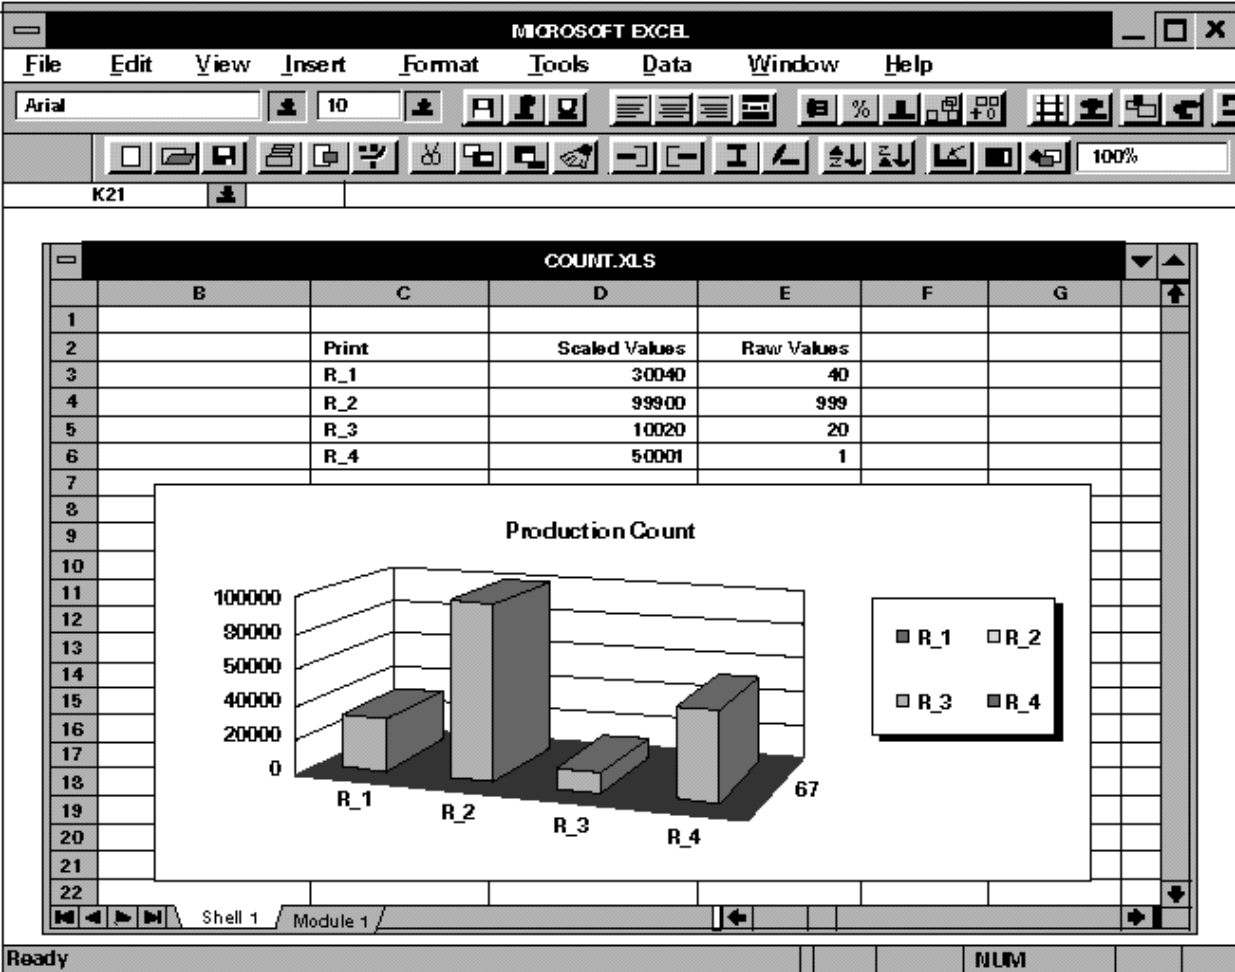 MICROSOFT EXCEL
File Edit View Insert Format Tools Data Window Help
Arial 10 %
100%
K21
COUNT.XLS
B C D E F G
1
2 Print Scaled Values Raw Values
3 R_1 30040 40
4 R_2 99900 999
5 R_3 10020 20
6 R_4 50001 1
7
8
9
10
11
12
13
14
15
16
17
18
19
20
21
22
Production Count
100000
80000
50000
40000
20000
0
R_1
R_2
R_3
R_4
67
R_1 R_2
R_3 R_4
Shell 1 Module 1
Ready NUM